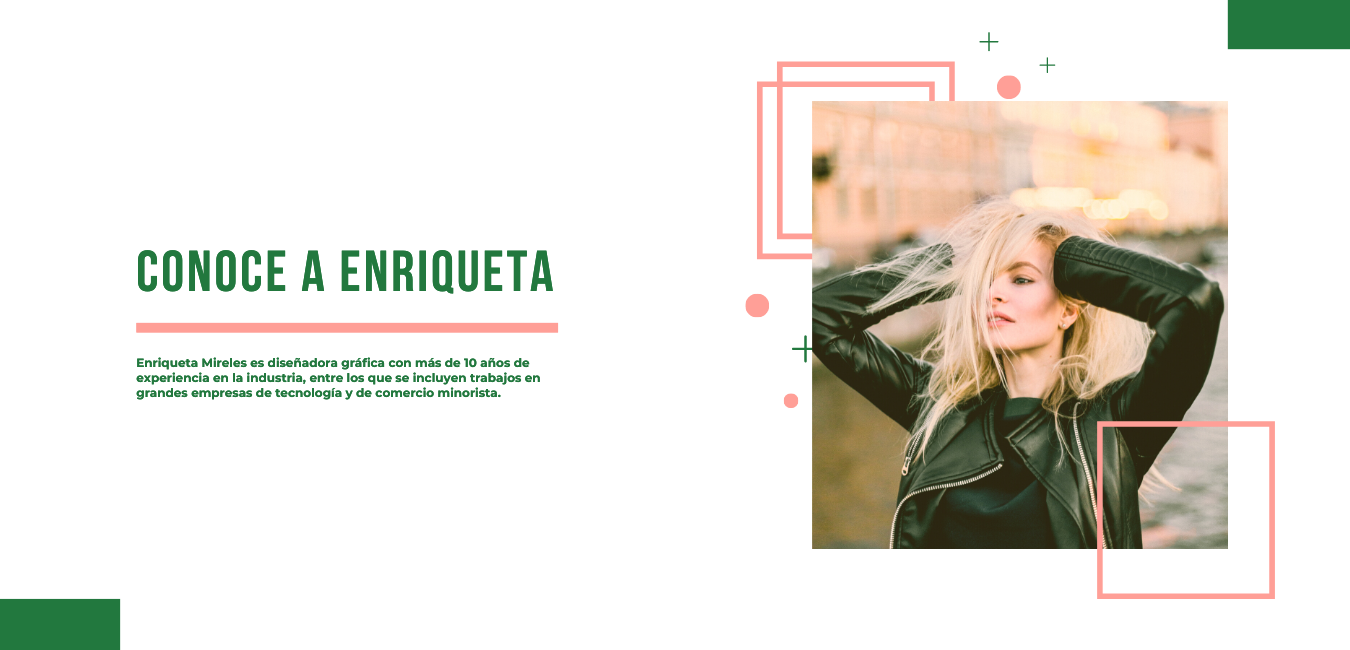 CONOCE A ENRIQUETA
Enriqueta Mireles es diseñadora gráfica con más de 10 años de
experiencia en la industria, entre los que se incluyen trabajos en
grandes empresas de tecnología y de comercio minorista.